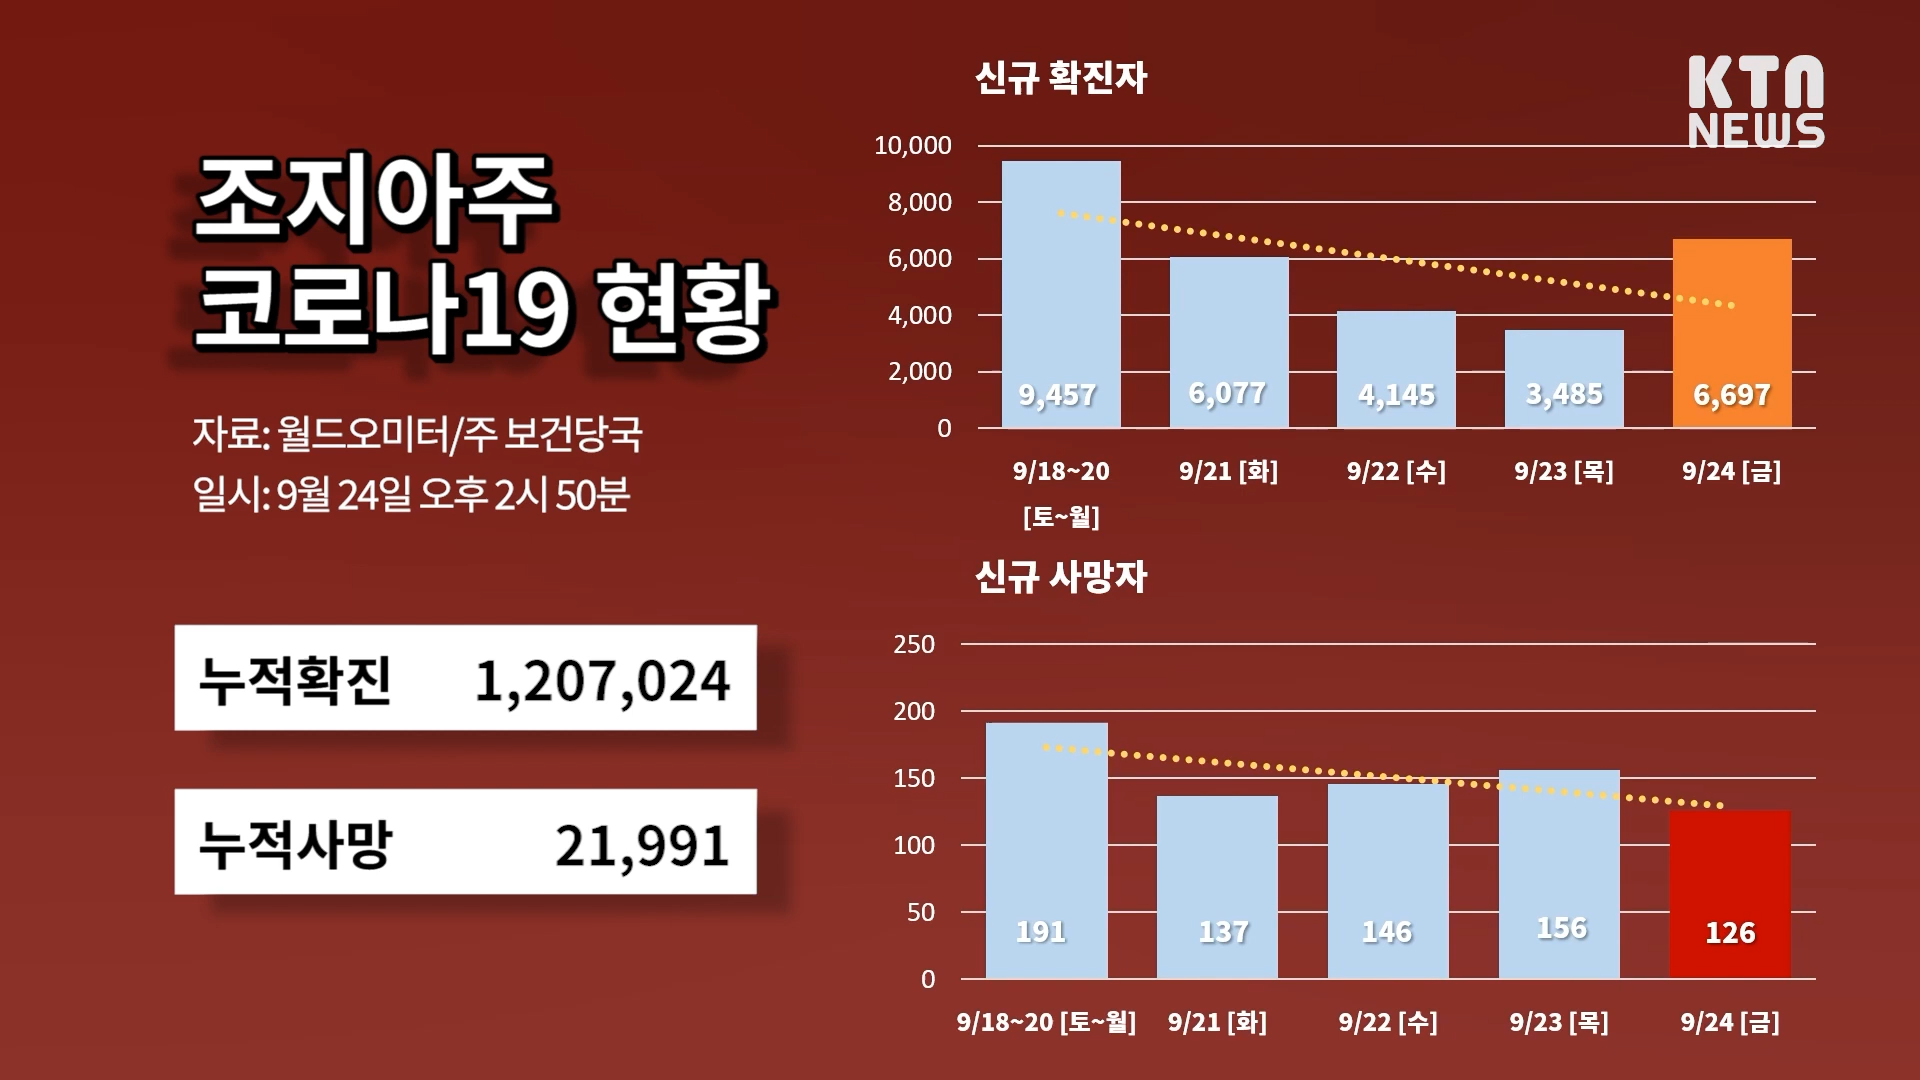 조지아주
코로나19 현황
자료: 월드오미터/주 보건당국
일시: 9월 24일 오후 2시 50분
누적확진 1,207,024
누적사망 21,991
KTN
NEWS
신규 확진자
10,000
8,000
6,000
4,000
2,000
0
9,457 6,077 4,145 3,485 6,697
9/18~20 9/21 [화] 9/22 [수] 9/23 [목] 9/24 [금]
[토~월]
신규 사망자
250
200
150
100
50
0
191 137 146 156 126
9/18~20 [토~월] 9/21 [화] 9/22 [수] 9/23 [목] 9/24 [금]